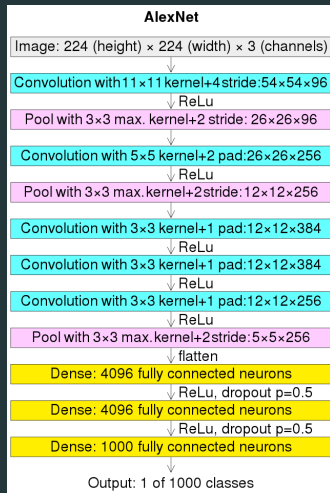 AlexNet
Image: 224 (height) × 224 (width) × 3 (channels)
Convolution with 11×11 kernel+4 stride: 54×54×96
ReLu
Pool with 3×3 max. kernel+2 stride: 26×26×96
Convolution with 5×5 kernel+2 pad:26×26×256
ReLu
Pool with 3×3 max.kernel+2stride:12×12×256
Convolution with 3×3 kernel+1 pad:12×12×384
ReLu
Convolution with 3×3 kernel+1 pad:12×12×384
ReLu
Convolution with 3×3 kernel+1 pad:12×12×256
ReLu
Pool with 3×3 max.kernel+2stride:5×5×256
flatten
Dense: 4096 fully connected neurons
ReLu, dropout p=0.5
Dense: 4096 fully connected neurons
ReLu, dropout p=0.5
Dense: 1000 fully connected neurons
Output: 1 of 1000 classes